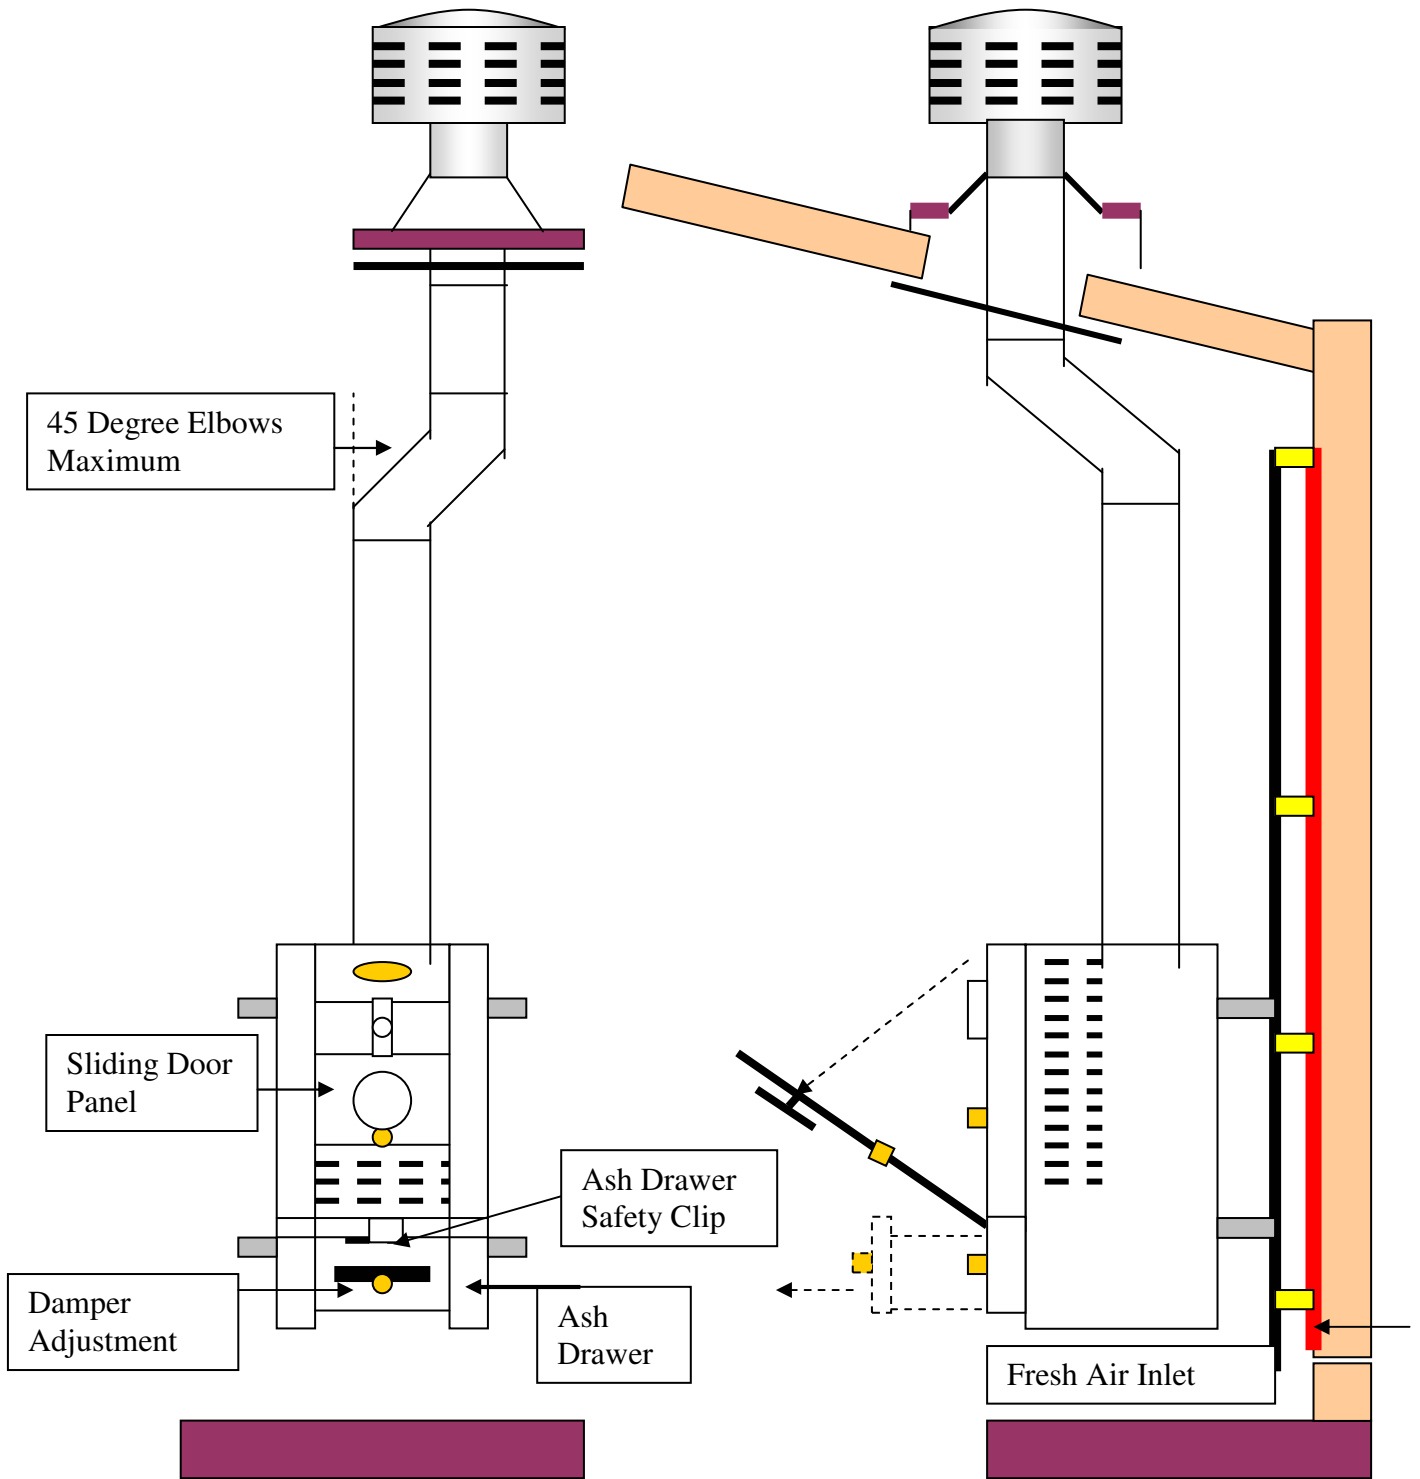 45 Degree Elbows
Maximum
Sliding Door
Panel
Ash Drawer
Safety Clip
Damper
Adjustment
Ash
Drawer
Fresh Air Inlet